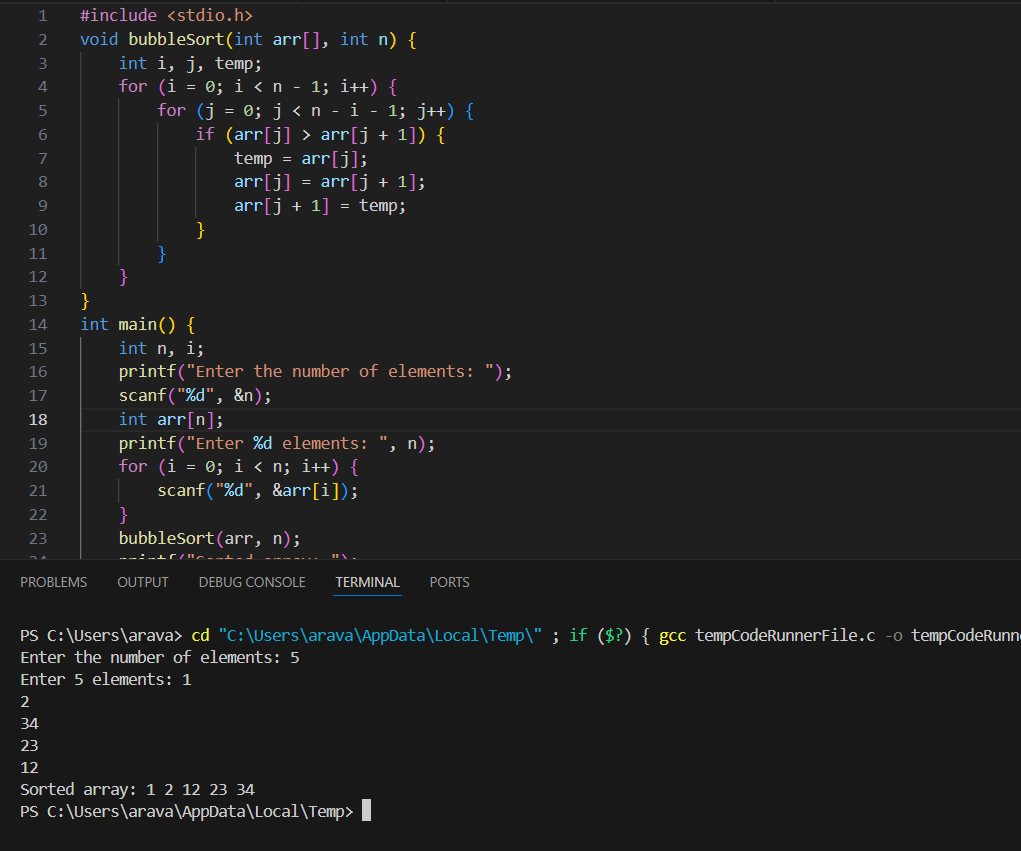 1 #include <stdio.h>
2 void bubbleSort(int arr[], int n) {
3 int i, j, temp;
4 for (i = 0; i < n - 1; i++) {
5 for (j = 0; j < n - i - 1; j++) {
6 if (arr[j] > arr[j + 1]) {
7 temp = arr[j];
8 arr[j] = arr[j + 1];
9 arr[j + 1] = temp;
10 }
11 }
12 }
13 }
14 int main() {
15 int n, i;
16 printf("Enter the number of elements: ");
17 scanf("%d", &n);
18 int arr[n];
19 printf("Enter %d elements: ", n);
20 for (i = 0; i < n; i++) {
21 scanf("%d", &arr[i]);
22 }
23 bubbleSort(arr, n);
24 printf("Sorted array: ");
PROBLEMS OUTPUT DEBUG CONSOLE TERMINAL PORTS
PS C:\Users\arava> cd "C:\Users\arava\AppData\Local\Temp\" ; if ($?) { gcc tempCodeRunnerFile.c -o tempCodeRunn
Enter the number of elements: 5
Enter 5 elements: 1
2
34
23
12
Sorted array: 1 2 12 23 34
PS C:\Users\arava\AppData\Local\Temp>